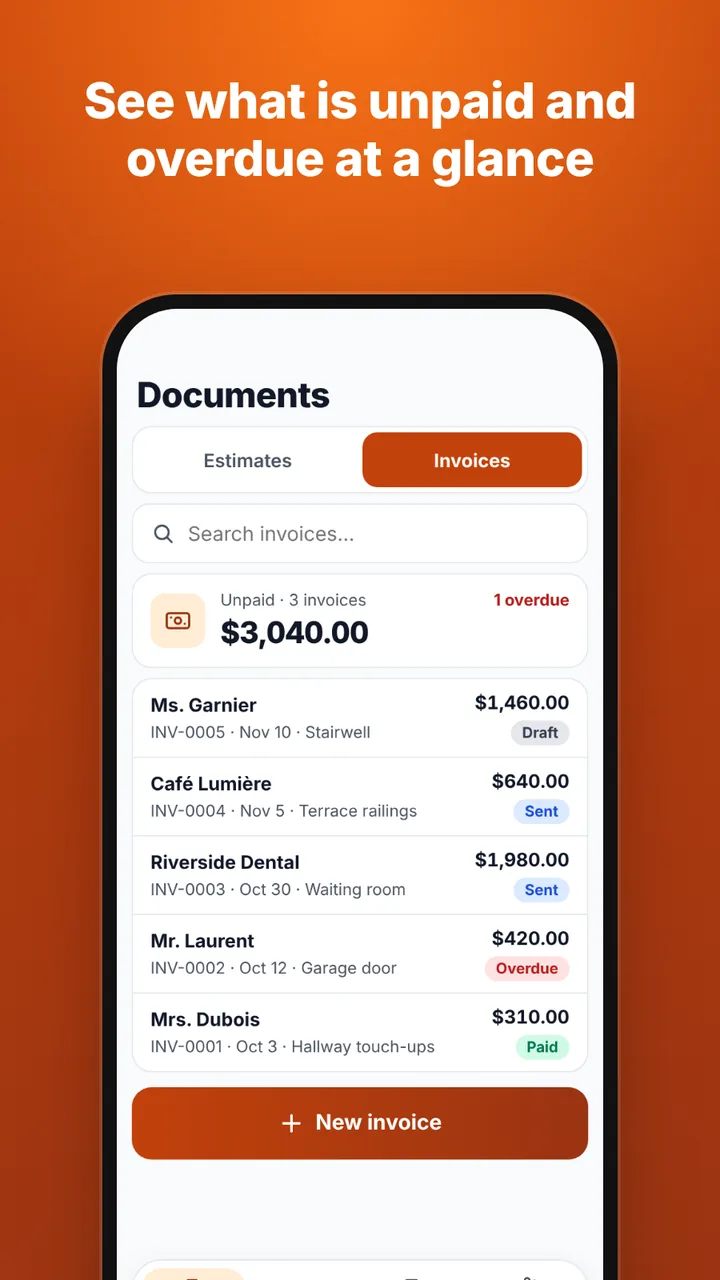 See what is unpaid and
overdue at a glance
Documents
Estimates
Invoices
Search invoices...
Unpaid · 3 invoices
1 overdue
$3,040.00
Ms. Garnier
$1,460.00
INV-0005 · Nov 10 · Stairwell
Draft
Café Lumière
$640.00
INV-0004 · Nov 5 · Terrace railings
Sent
Riverside Dental
$1,980.00
INV-0003 · Oct 30 · Waiting room
Sent
Mr. Laurent
$420.00
INV-0002 · Oct 12 · Garage door
Overdue
Mrs. Dubois
$310.00
INV-0001 · Oct 3 · Hallway touch-ups
Paid
+ New invoice